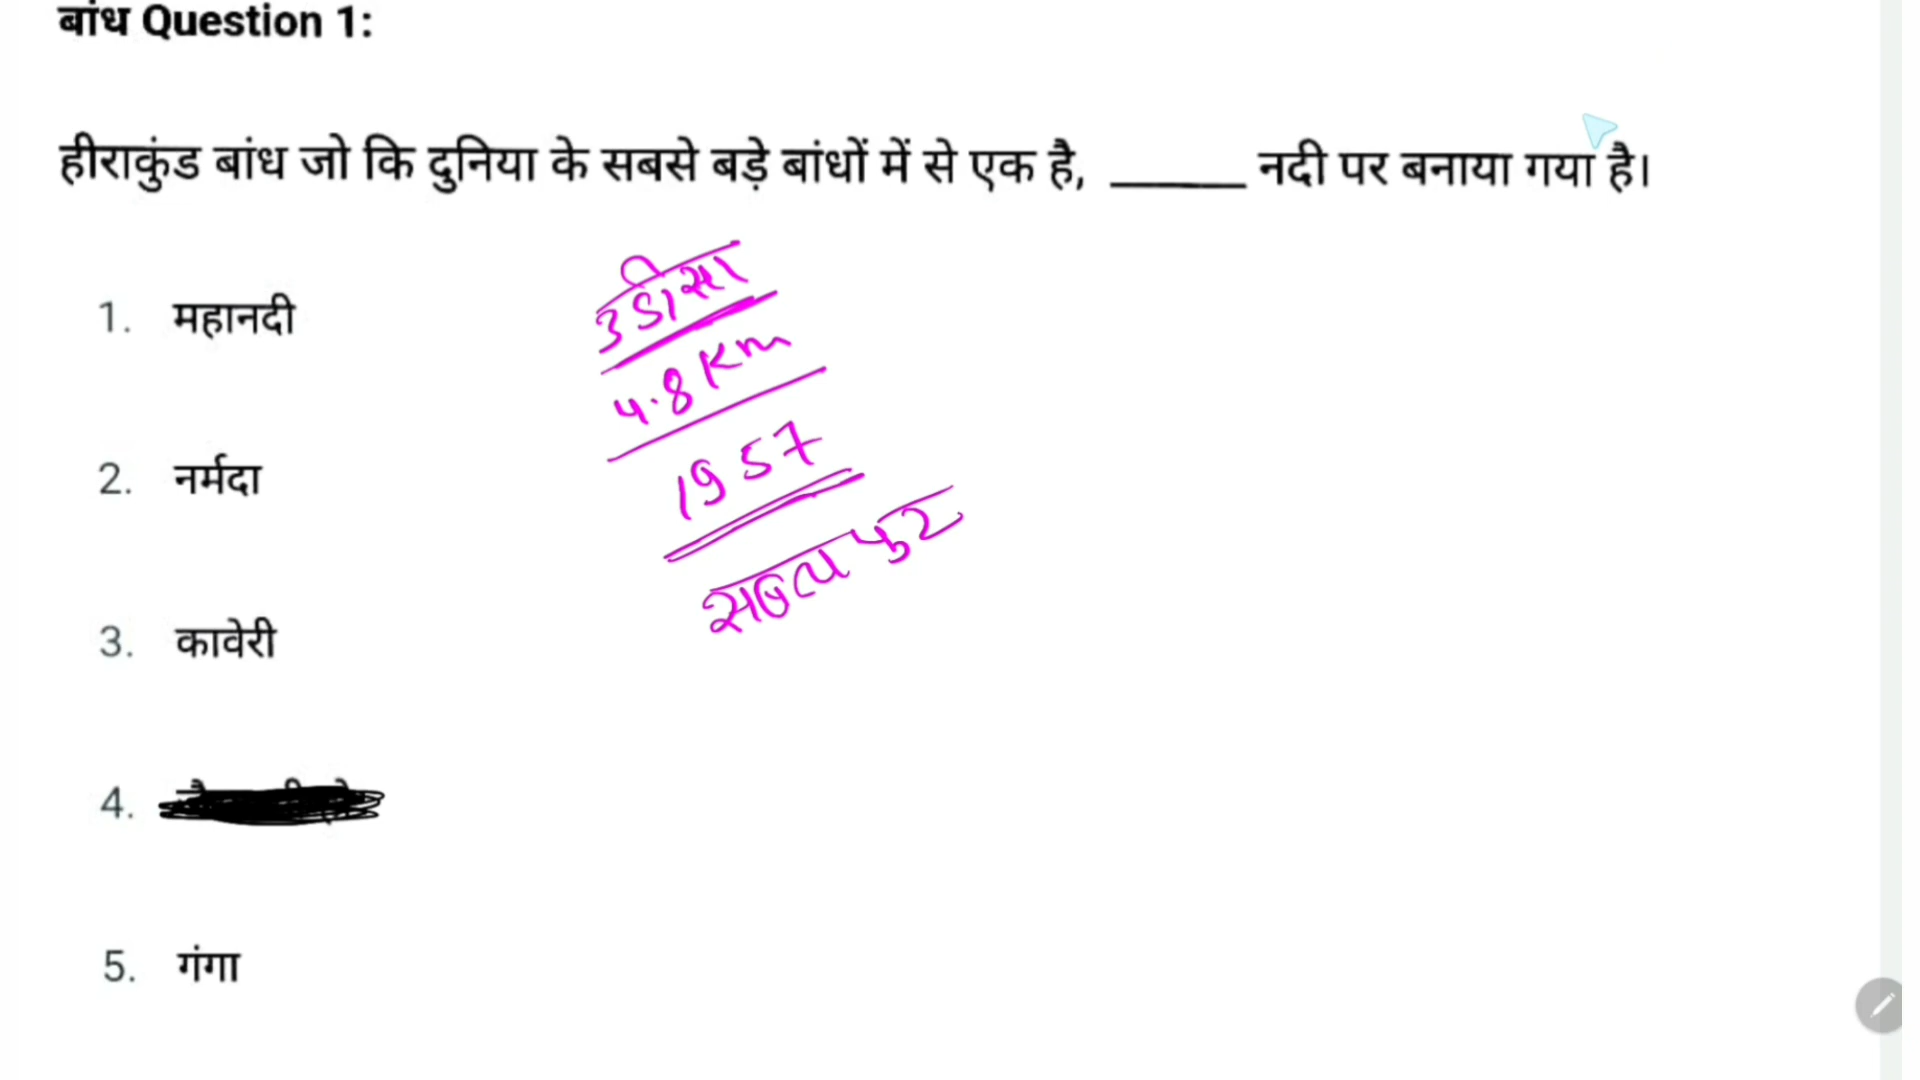 बांध Question 1:
हीराकुंड बांध जो कि दुनिया के सबसे बड़े बांधों में से एक है, ______ नदी पर बनाया गया है।
1. महानदी
2. नर्मदा
3. कावेरी
4.
5. गंगा
उडीसा
4.8 Km
1957